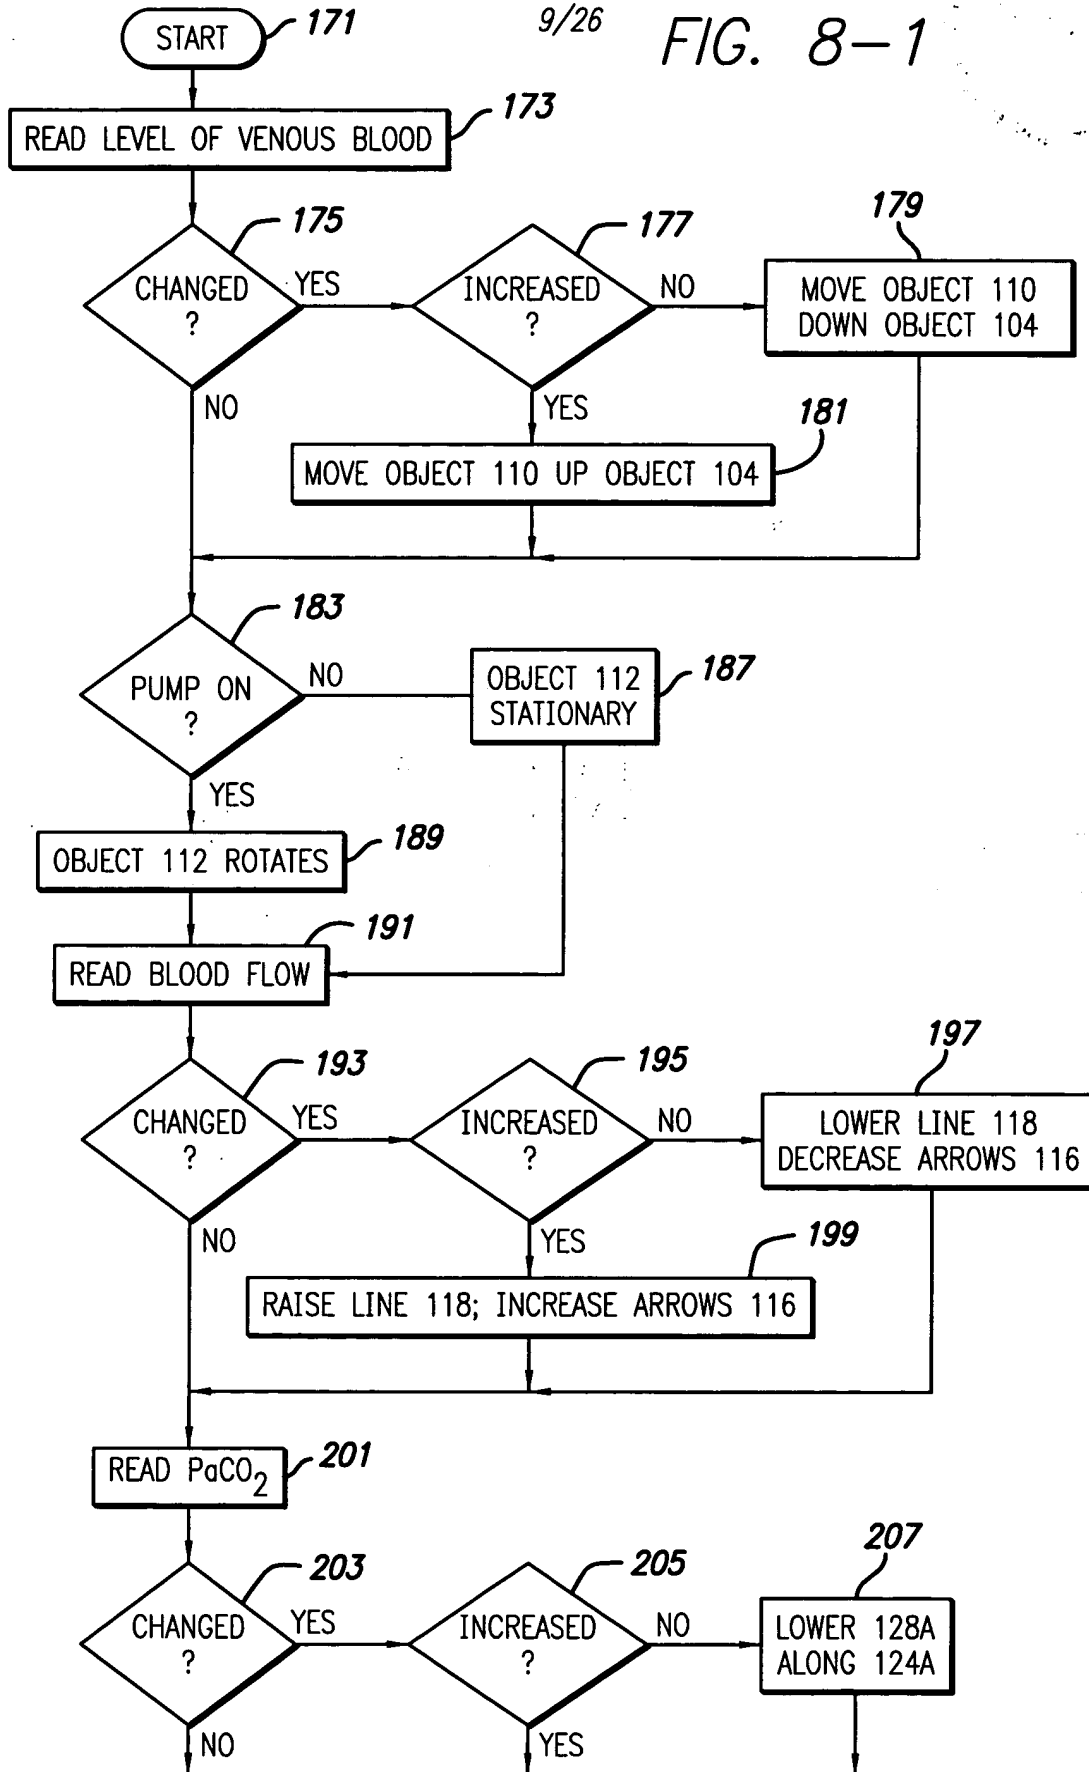 9/26
FIG. 8-1
START
171
READ LEVEL OF VENOUS BLOOD
173
CHANGED
?
175
YES
NO
INCREASED
?
177
NO
YES
MOVE OBJECT 110
DOWN OBJECT 104
179
MOVE OBJECT 110 UP OBJECT 104
181
PUMP ON
?
183
NO
YES
OBJECT 112
STATIONARY
187
OBJECT 112 ROTATES
189
READ BLOOD FLOW
191
CHANGED
?
193
YES
NO
INCREASED
?
195
NO
YES
LOWER LINE 118
DECREASE ARROWS 116
197
RAISE LINE 118; INCREASE ARROWS 116
199
READ PaCO₂
201
CHANGED
?
203
YES
NO
INCREASED
?
205
NO
YES
LOWER 128A
ALONG 124A
207